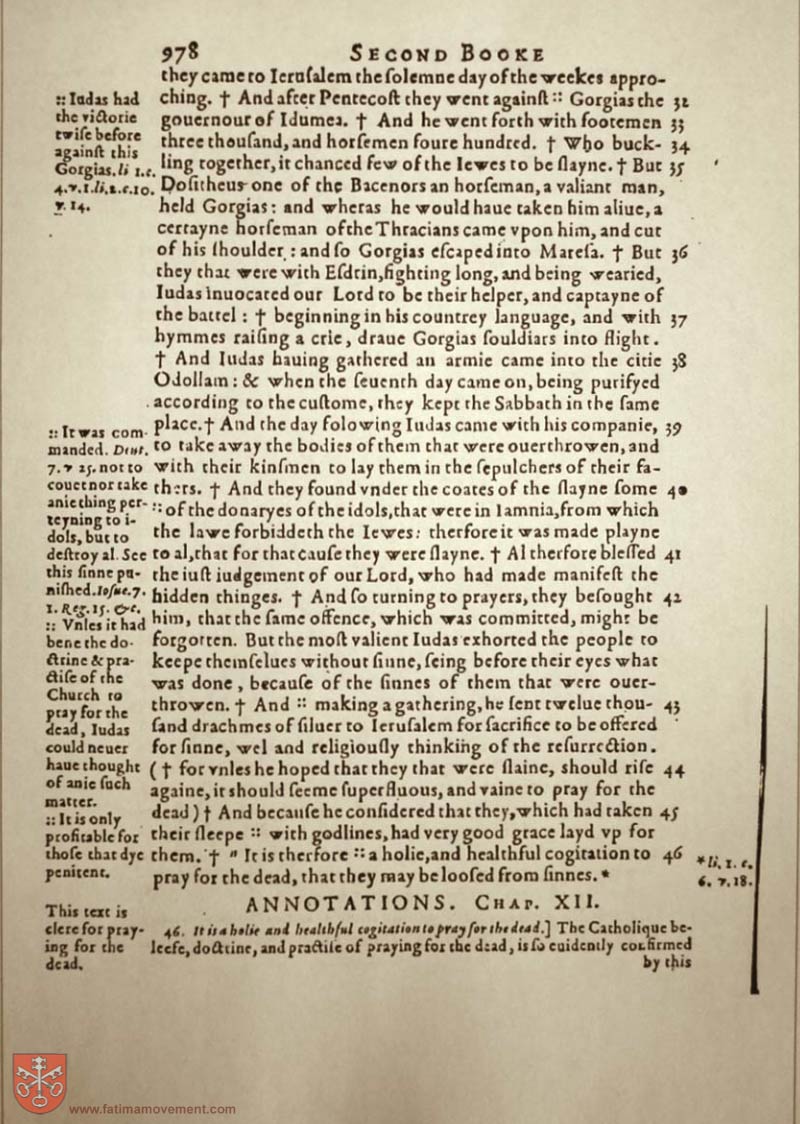 978 SECOND BOOKE
they came to Ieruſalem the ſolemne day of the weekes appro-
ching. † And after Pentecoſt they went againſt :: Gorgias the 32
gouernour of Idumea. † And he went forth with footemen 33
three thouſand, and horſemen foure hundred. † Who buck- 34
ling together, it chanced few of the Iewes to be ſlayne. † But 35
Doſitheus one of the Bacenors an horſeman, a valiant man,
held Gorgias: and wheras he would haue taken him aliue, a
certayne horſeman of the Thracians came vpon him, and cut
of his ſhoulder: and ſo Gorgias eſcaped into Mareſa. † But 36
they that were with Eſdrin, fighting long, and being wearied,
Iudas inuocated our Lord to be their helper, and captayne of
the battel: † beginning in his countrey language, and with 37
hymmes raiſing a crie, draue Gorgias ſouldiars into flight.
† And Iudas hauing gathered an armie came into the citie 38
Odollam: & when the ſeuenth day came on, being purifyed
according to the cuſtome, they kept the Sabbath in the ſame
place. † And the day folowing Iudas came with his companie, 39
to take away the bodies of them that were ouerthrowen, and
with their kinſmen to lay them in the ſepulchers of their fa-
thers. † And they found vnder the coates of the ſlayne ſome 40
:: of the donaryes of the idols, that were in Iamnia, from which
the lawe forbiddeth the Iewes: therfore it was made playne
to al, that for that cauſe they were ſlayne. † Al therfore bleſſed 41
the iuſt iudgement of our Lord, who had made manifeſt the
hidden thinges. † And ſo turning to prayers, they beſought 42
him, that the ſame offence, which was committed, might be
forgotten. But the moſt valient Iudas exhorted the people to
keepe themſelues without ſinne, ſeing before their eyes what
was done, becauſe of the ſinnes of them that were ouer-
throwen. † And :: making a gathering, he ſent twelue thou- 43
ſand drachmes of ſiluer to Ieruſalem for ſacrifice to be offered
for ſinne, wel and religiouſly thinking of the reſurrection.
( † for vnles he hoped that they that were ſlaine, should riſe 44
againe, it should ſeeme ſuperfluous, and vaine to pray for the
dead ) † And becauſe he conſidered that they, which had taken 45
their ſleepe :: with godlines, had very good grace layd vp for
them. † " It is therfore :: a holie, and healthful cogitation to 46
pray for the dead, that they may be looſed from ſinnes. *
:: Iudas had
the victorie
twiſe before
againſt this
Gorgias. li 1. c.
4. v. 1. li. 2. c. 10.
v. 14.
:: It was com-
manded. Deut.
7. v 25. not to
couet nor take
anie thing per-
teyning to i-
dols, but to
deſtroy al. See
this ſinne pu-
niſhed. Ioſue. 7.
1. Reg. 15. &c.
:: Vnles it had
bene the do-
ctrine & pra-
ctiſe of the
Church to
pray for the
dead, Iudas
could neuer
haue thought
of anie ſuch
matter.
:: It is only
profitable for
thoſe that dye
penitent.
* li. 1. c.
6. v. 18.
ANNOTATIONS. CHAP. XII.
This text is
clere for pray-
ing for the
dead.
46. It is a holie and healthful cogitation to pray for the dead.] The Catholique be-
leefe, doctrine, and practiſe of praying for the dead, is ſo euidently confirmed
by this
www.fatimamovement.com